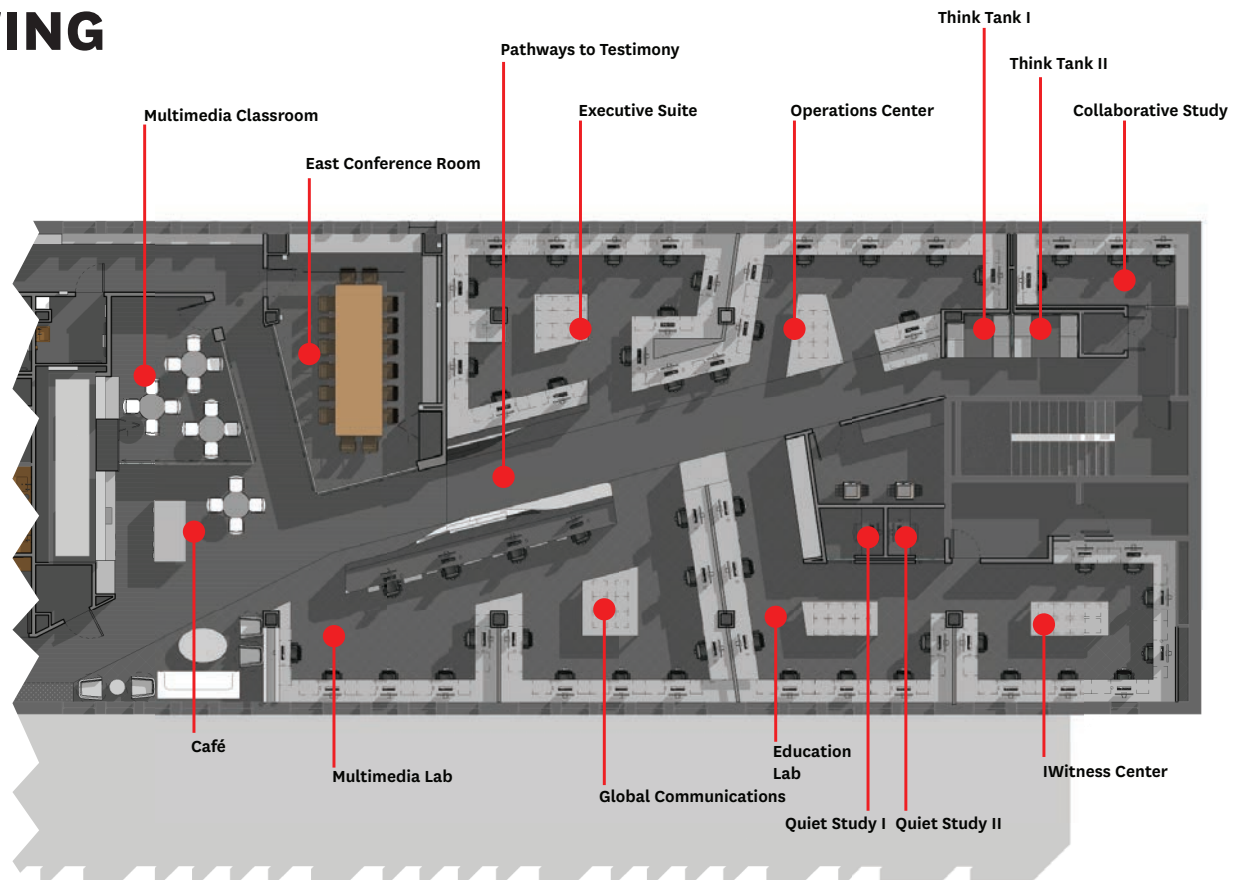 WING
Think Tank I
Pathways to Testimony
Think Tank II
Multimedia Classroom
Executive Suite
Operations Center
Collaborative Study
East Conference Room
Café
Multimedia Lab
Global Communications
Education
Lab
IWitness Center
Quiet Study I
Quiet Study II